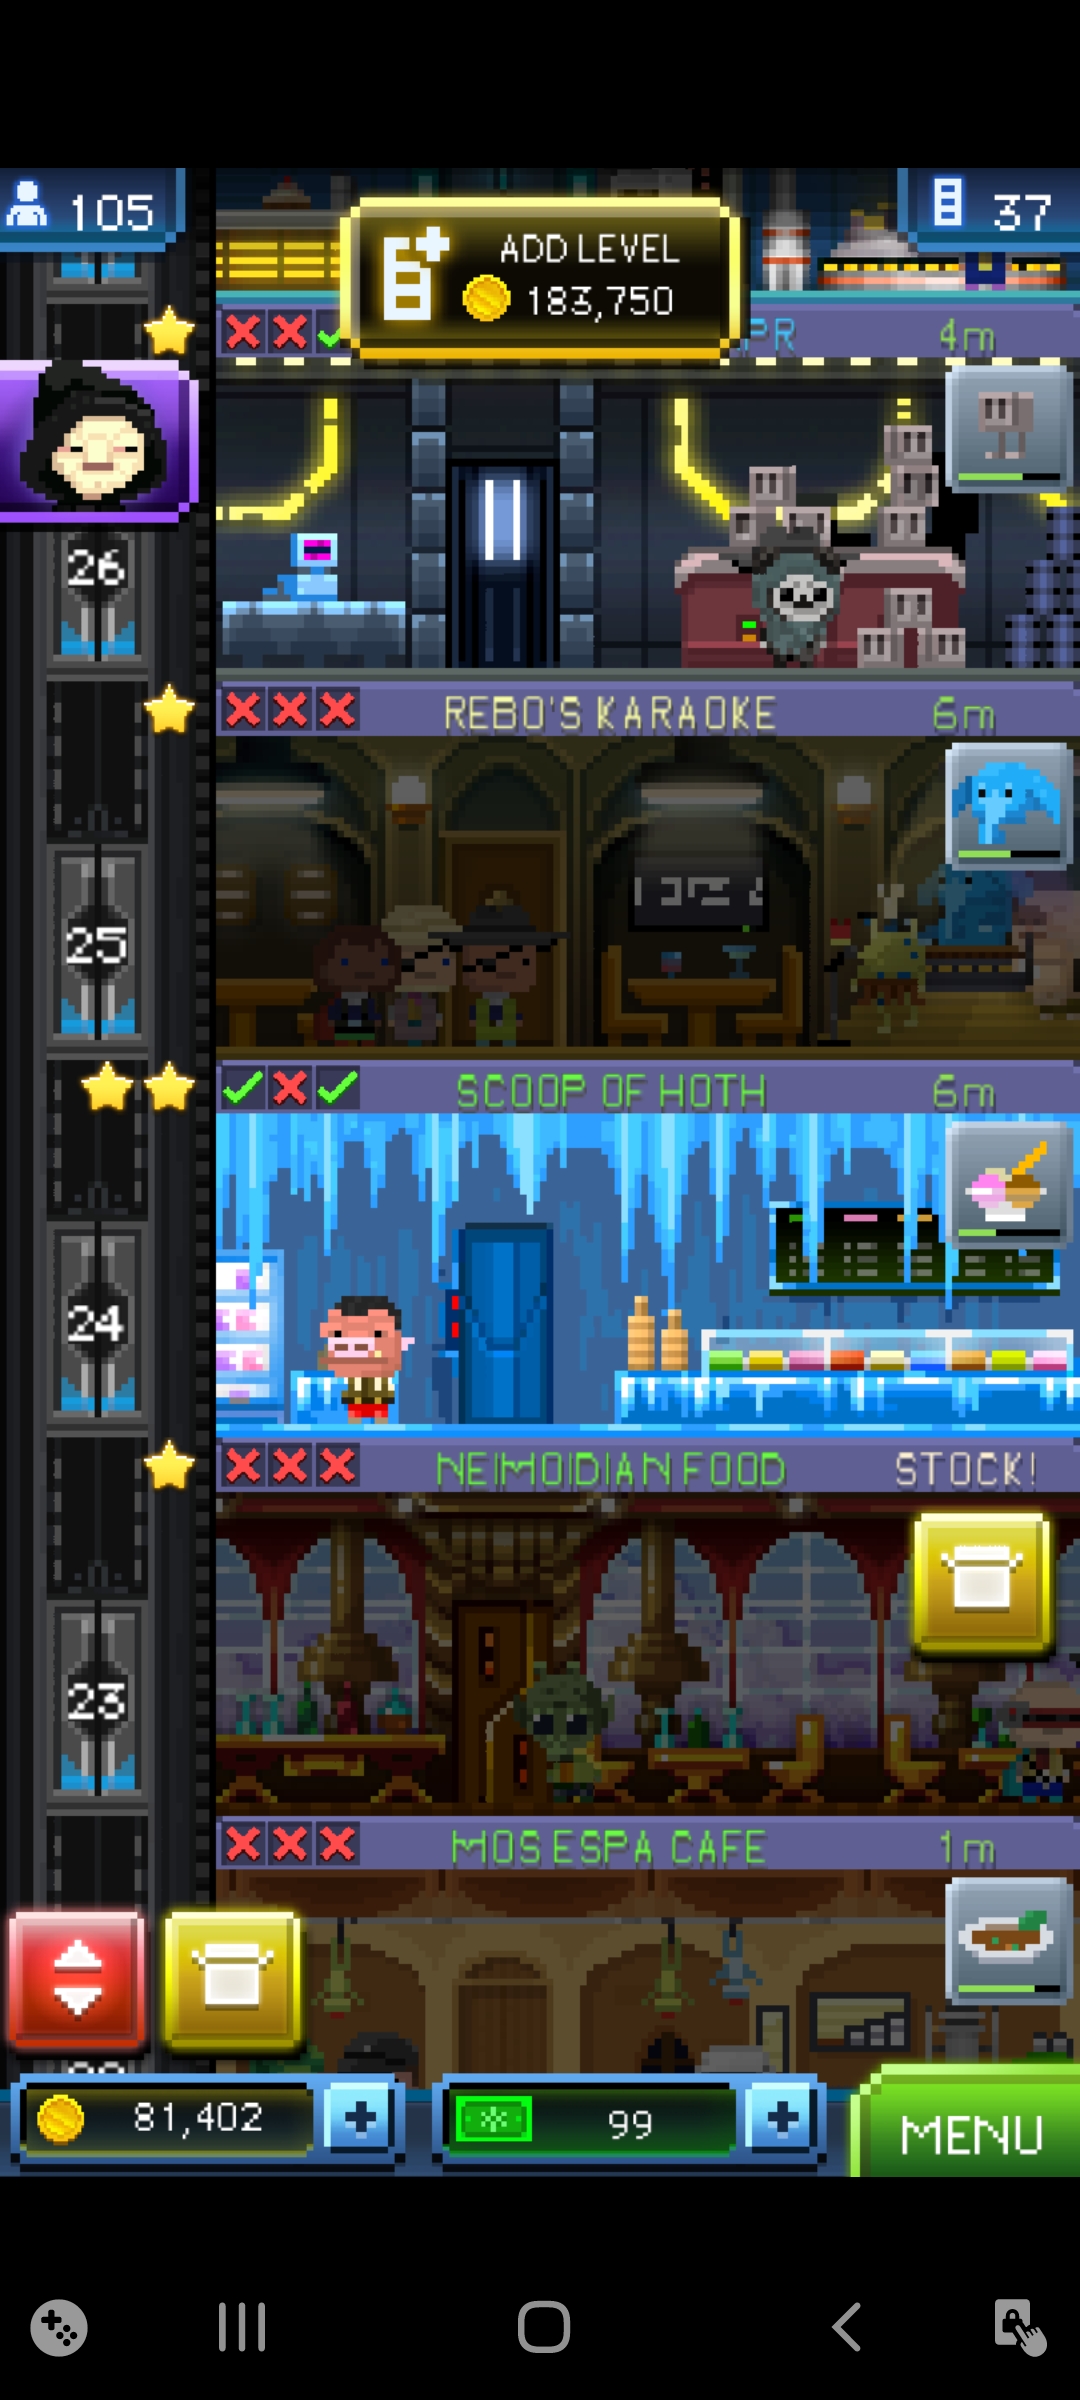 105
37
ADD LEVEL
183,750
PR 4m
26
REBO'S KARAOKE 6m
25
SCOOP OF HOTH 6m
24
NEIMOIDIAN FOOD STOCK!
23
MOS ESPA CAFE 1m
81,402
99
MENU